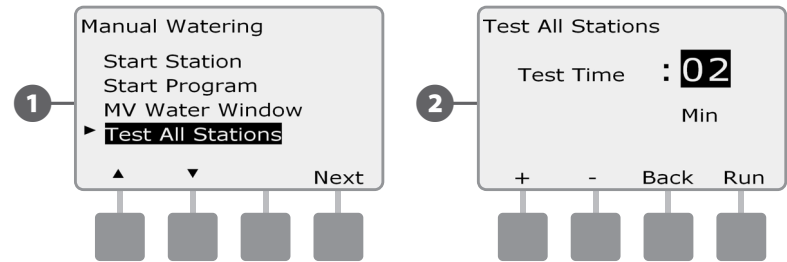 1
Manual Watering
Start Station
Start Program
MV Water Window
► Test All Stations
▲ ▼ Next
2
Test All Stations
Test Time :02
Min
+ - Back Run